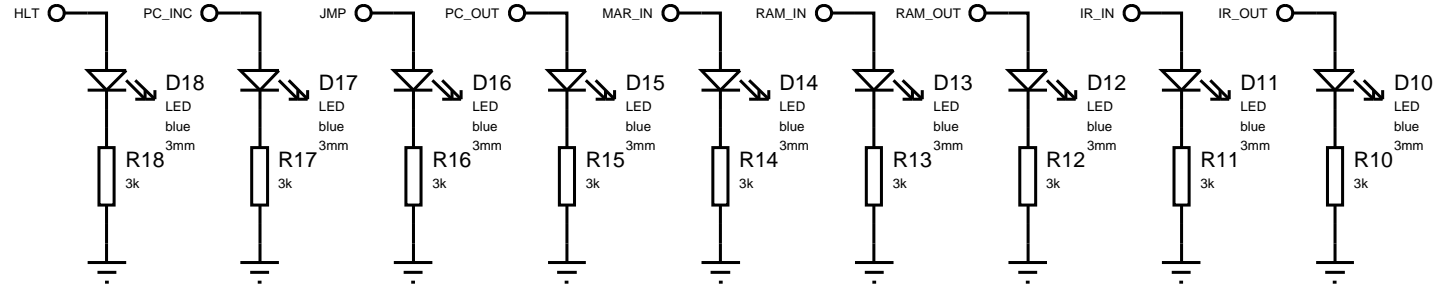 HLT
PC_INC
JMP
PC_OUT
MAR_IN
RAM_IN
RAM_OUT
IR_IN
IR_OUT
D18
LED
blue
3mm
D17
LED
blue
3mm
D16
LED
blue
3mm
D15
LED
blue
3mm
D14
LED
blue
3mm
D13
LED
blue
3mm
D12
LED
blue
3mm
D11
LED
blue
3mm
D10
LED
blue
3mm
R18
3k
R17
3k
R16
3k
R15
3k
R14
3k
R13
3k
R12
3k
R11
3k
R10
3k